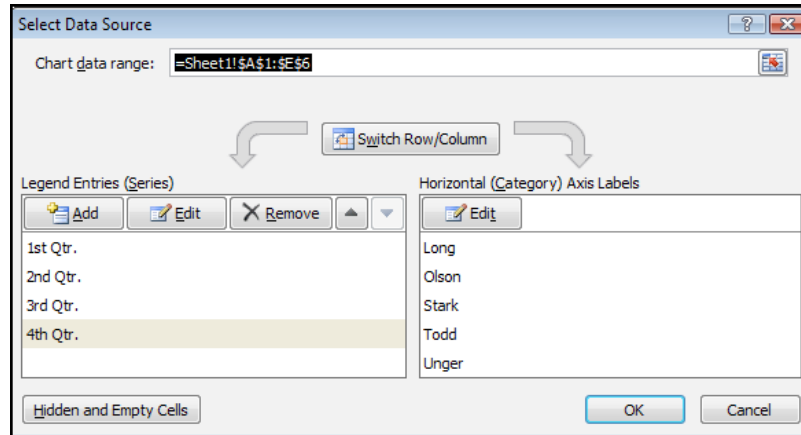 Select Data Source
?
Chart data range: =Sheet1!$A$1:$E$6
Switch Row/Column
Legend Entries (Series)
Add Edit Remove
1st Qtr.
2nd Qtr.
3rd Qtr.
4th Qtr.
Horizontal (Category) Axis Labels
Edit
Long
Olson
Stark
Todd
Unger
Hidden and Empty Cells
OK Cancel